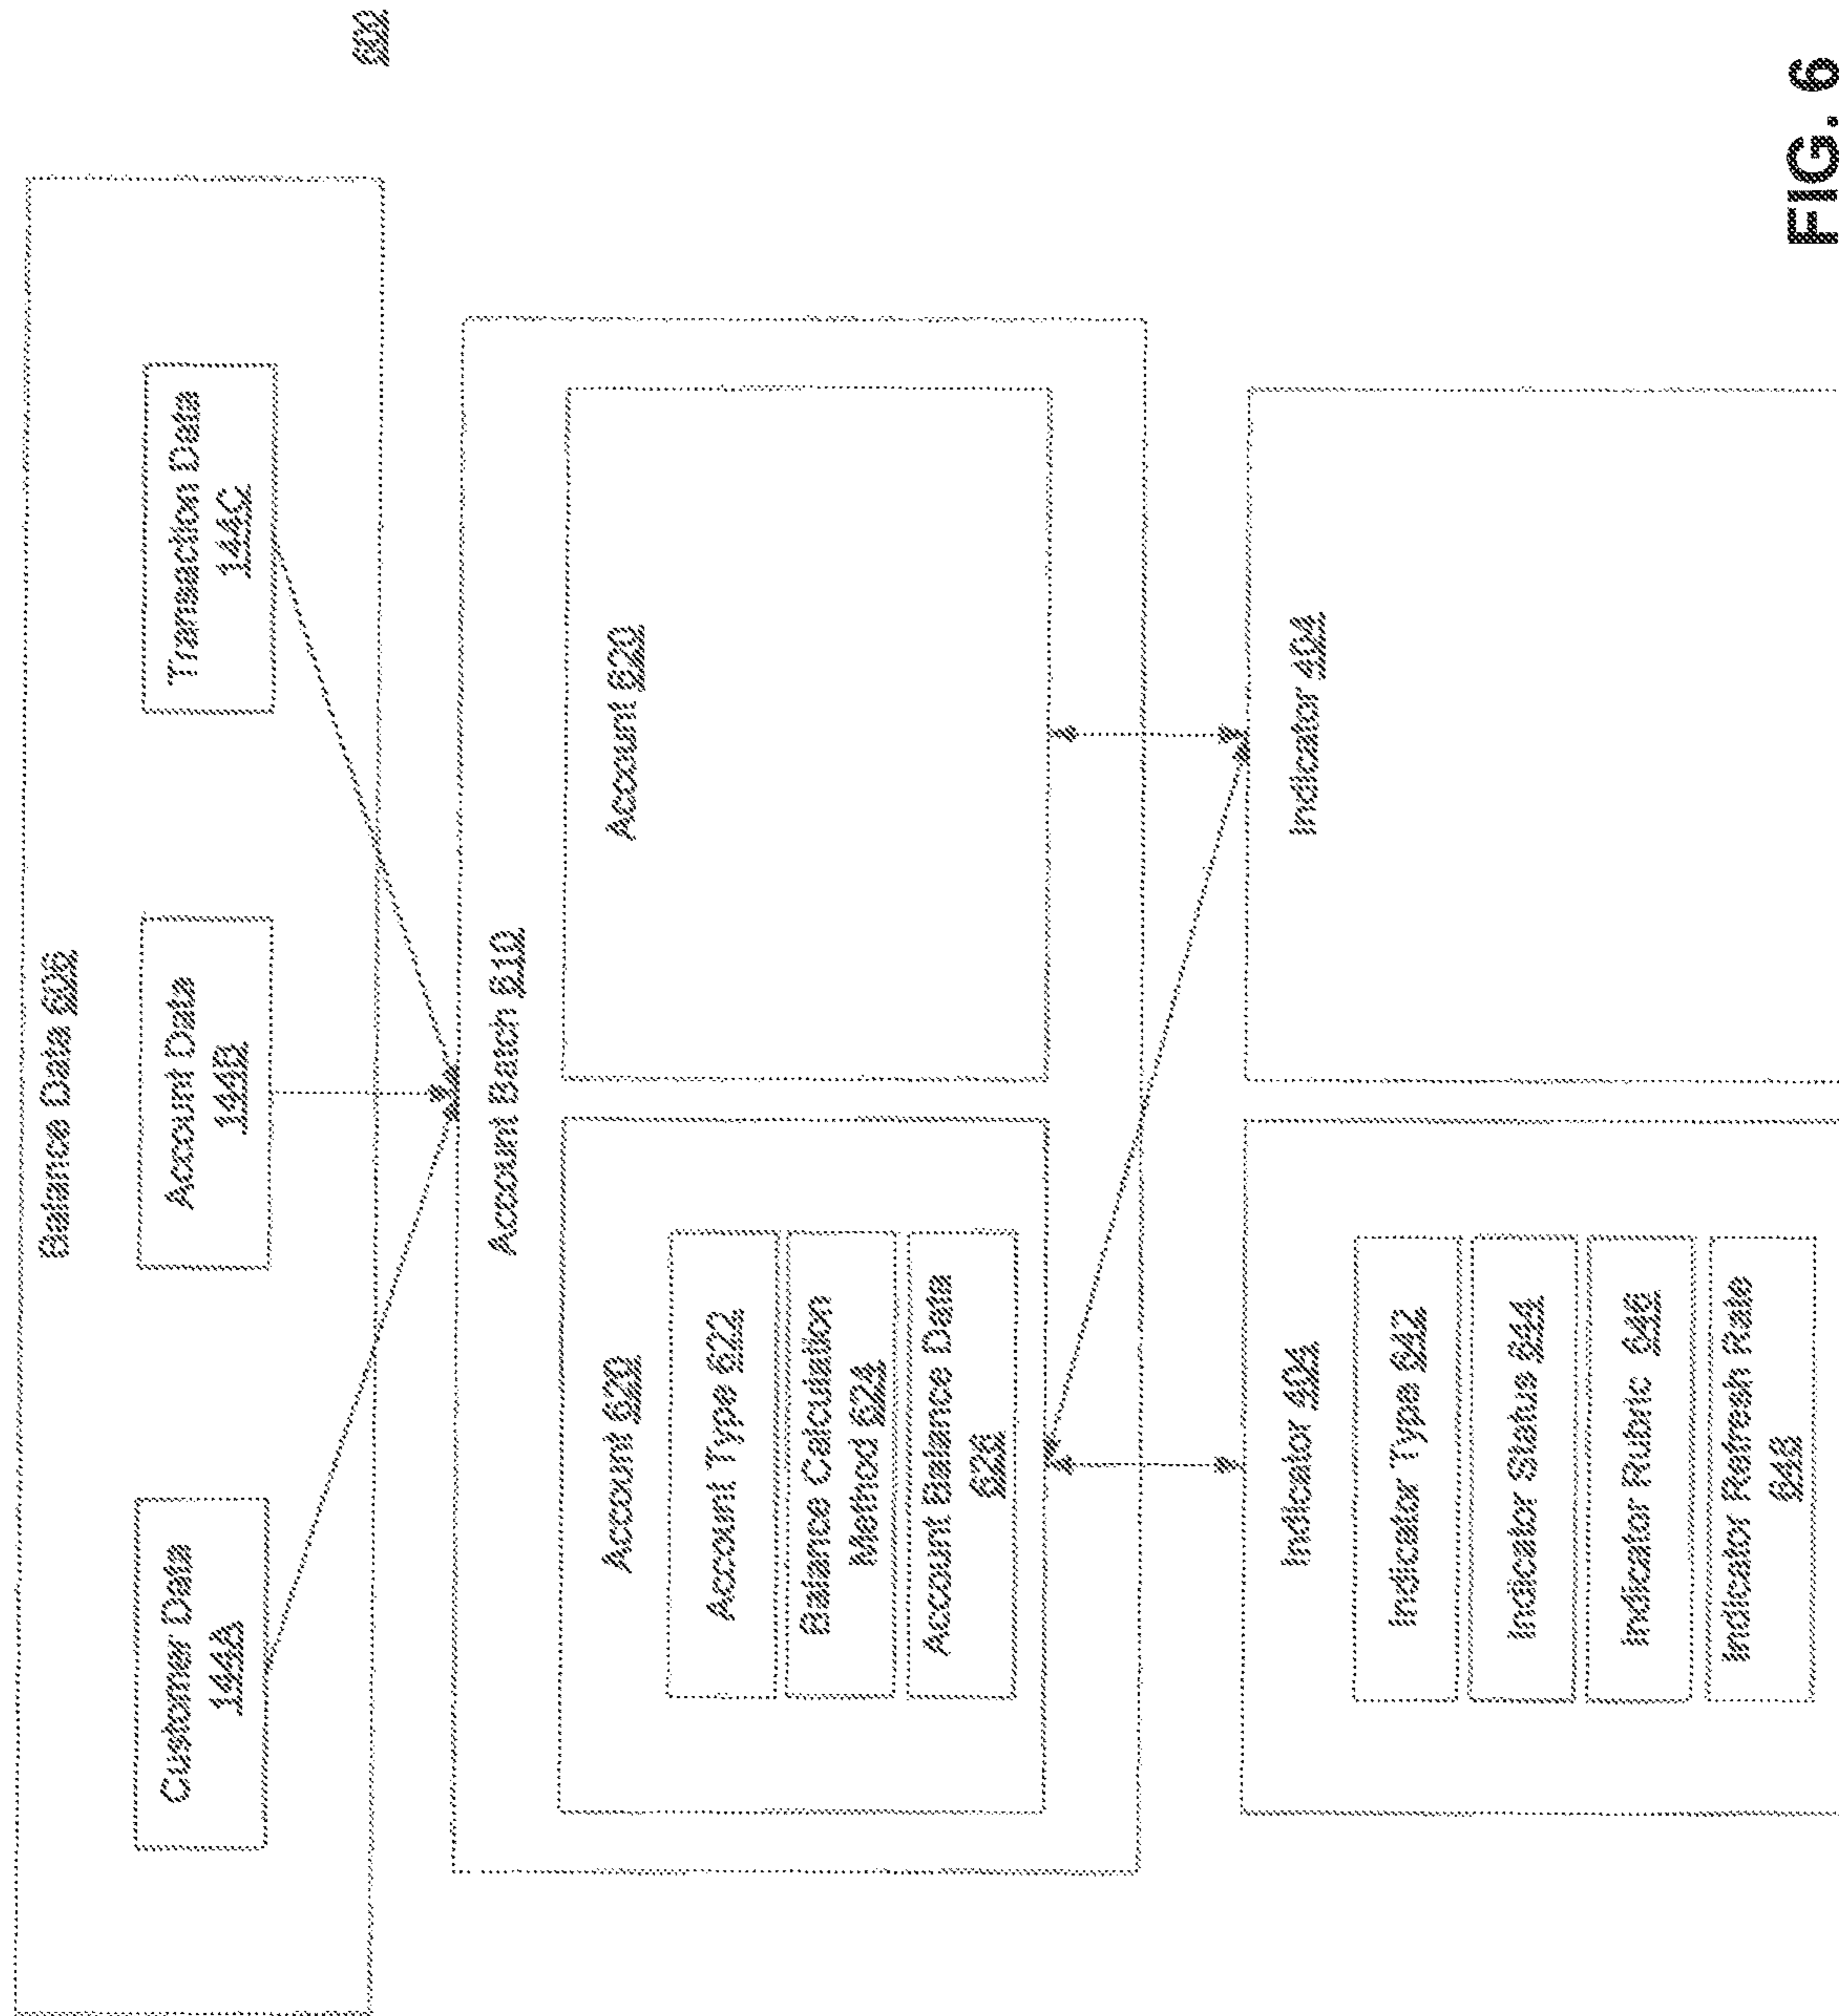 600
Balance Data 606
Customer Data
144A
Account Data
144B
Transaction Data
144C
Account Batch 610
Account 620
Account Type 622
Balance Calculation
Method 624
Account Balance Data
626
Account 620
Indicator 404
Indicator Type 642
Indicator Status 644
Indicator Rubric 646
Indicator Refresh Rate
648
Indicator 404
FIG. 6